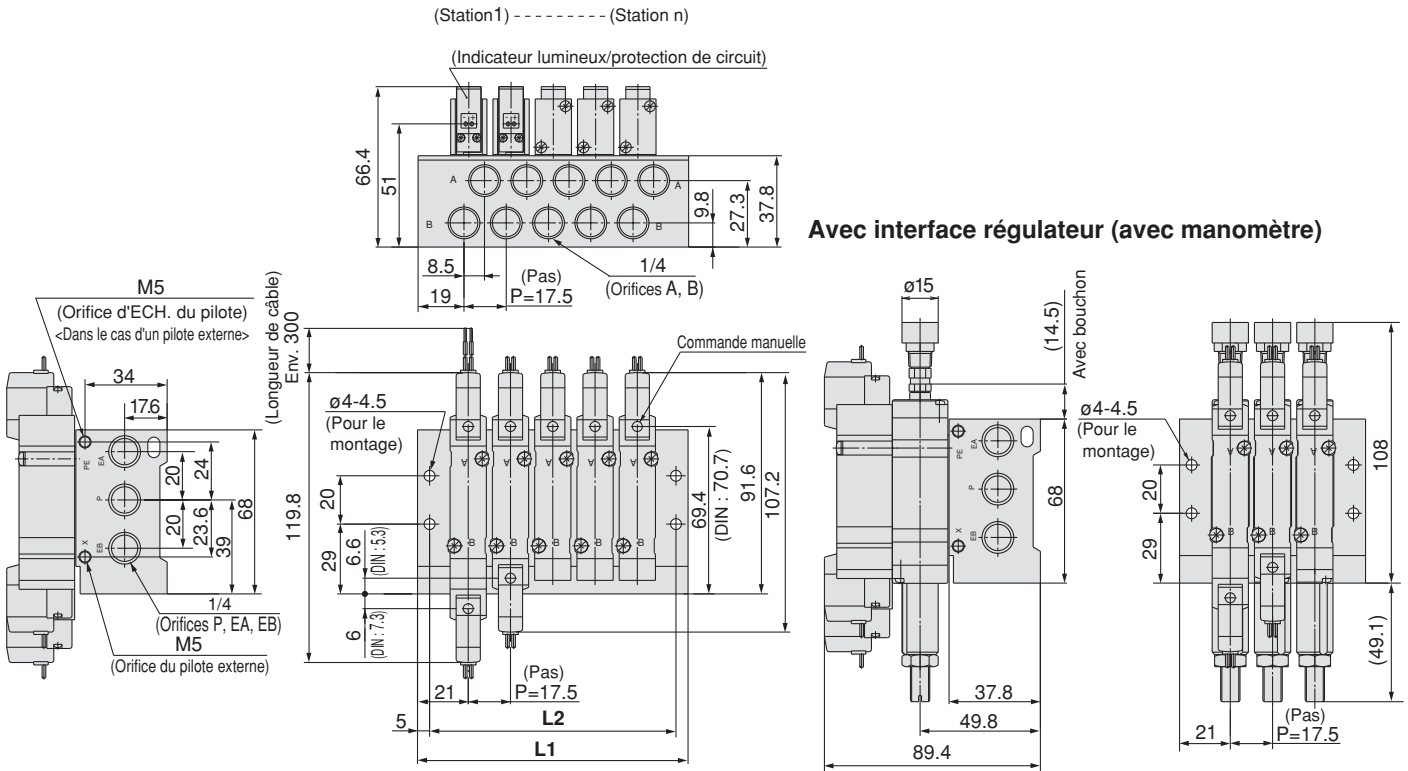 (Station1) - - - - - - - - - (Station n)
(Indicateur lumineux/protection de circuit)
66.4
51
A
A
B
B
9.8
27.3
37.8
8.5
19
(Pas)
P=17.5
1/4
(Orifices A, B)
Avec interface régulateur (avec manomètre)
M5
(Orifice d'ECH. du pilote)
<Dans le cas d'un pilote externe>
34
17.6
PE
EA
P
X
EB
20
24
20
23.6
39
68
1/4
(Orifices P, EA, EB)
M5
(Orifice du pilote externe)
(Longueur de câble)
Env. 300
Commande manuelle
ø4-4.5
(Pour le
montage)
119.8
20
29
6.6
(DIN : 5.3)
6
(DIN : 7.3)
A
A
A
A
A
B
B
B
B
B
69.4
(DIN : 70.7)
91.6
107.2
21
(Pas)
P=17.5
5
L2
L1
ø15
(14.5)
Avec bouchon
PE
EA
P
X
EB
68
37.8
49.8
89.4
ø4-4.5
(Pour le
montage)
20
29
A
A
A
B
B
B
108
(49.1)
21
(Pas)
P=17.5